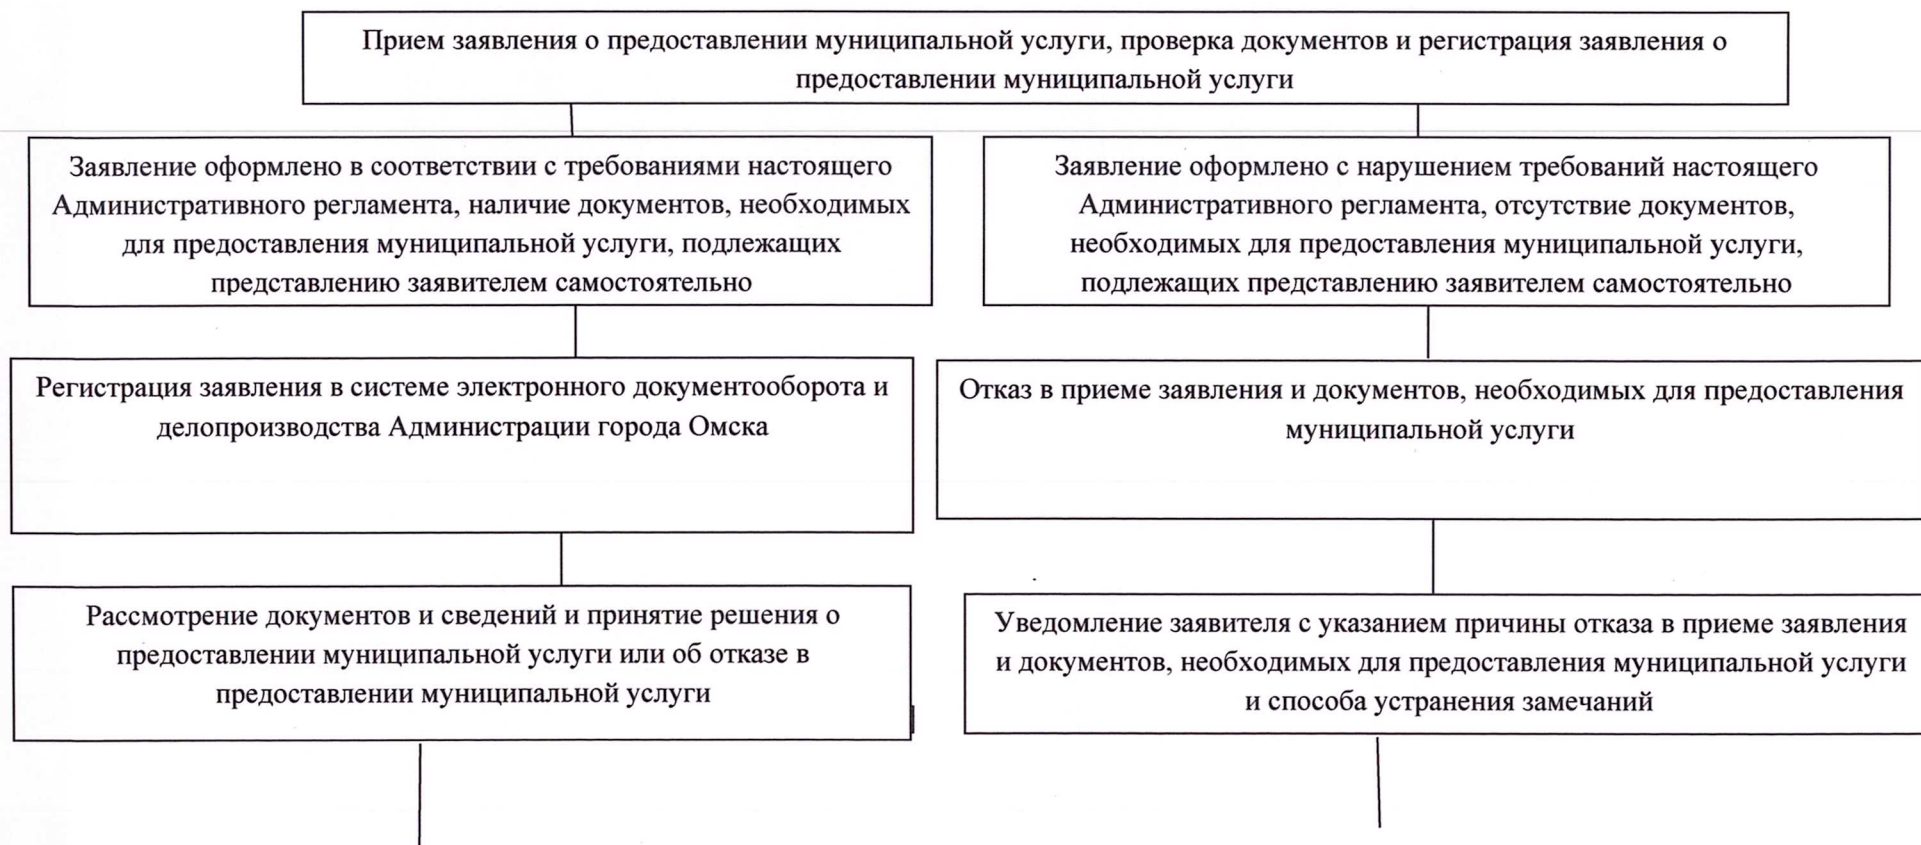 Прием заявления о предоставлении муниципальной услуги, проверка документов и регистрация заявления о
предоставлении муниципальной услуги
Заявление оформлено в соответствии с требованиями настоящего
Административного регламента, наличие документов, необходимых
для предоставления муниципальной услуги, подлежащих
представлению заявителем самостоятельно
Заявление оформлено с нарушением требований настоящего
Административного регламента, отсутствие документов,
необходимых для предоставления муниципальной услуги,
подлежащих представлению заявителем самостоятельно
Регистрация заявления в системе электронного документооборота и
делопроизводства Администрации города Омска
Отказ в приеме заявления и документов, необходимых для предоставления
муниципальной услуги
Рассмотрение документов и сведений и принятие решения о
предоставлении муниципальной услуги или об отказе в
предоставлении муниципальной услуги
Уведомление заявителя с указанием причины отказа в приеме заявления
и документов, необходимых для предоставления муниципальной услуги
и способа устранения замечаний